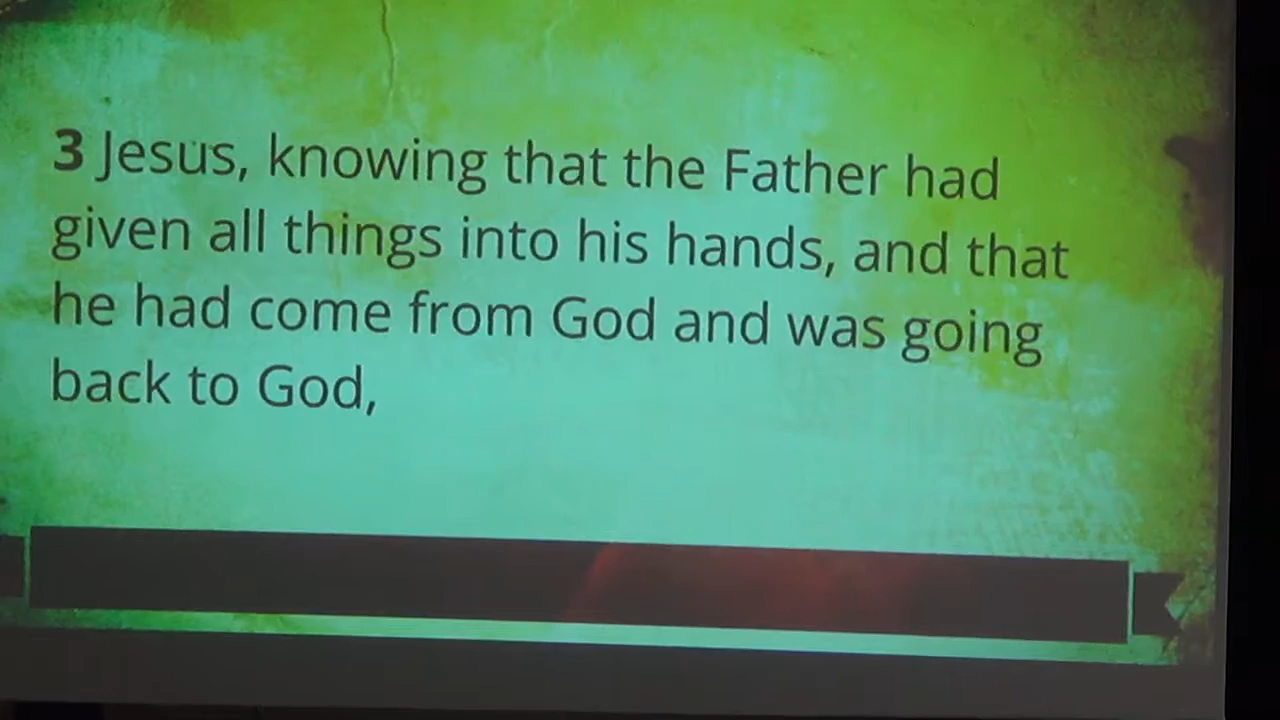 3 Jesus, knowing that the Father had
given all things into his hands, and that
he had come from God and was going
back to God,